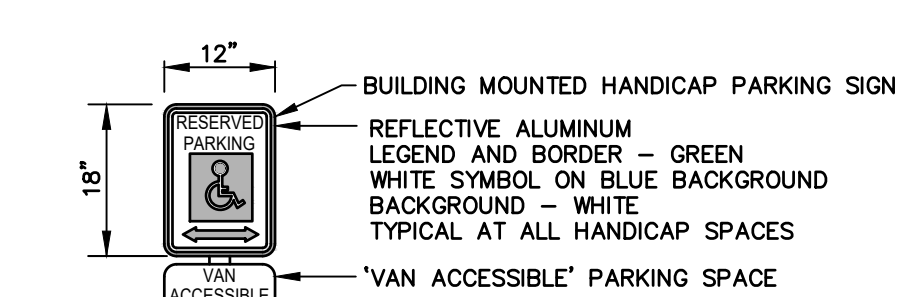 12"
BUILDING MOUNTED HANDICAP PARKING SIGN
RESERVED
PARKING
18"
REFLECTIVE ALUMINUM
LEGEND AND BORDER – GREEN
WHITE SYMBOL ON BLUE BACKGROUND
BACKGROUND – WHITE
TYPICAL AT ALL HANDICAP SPACES
VAN
ACCESSIBLE
'VAN ACCESSIBLE' PARKING SPACE